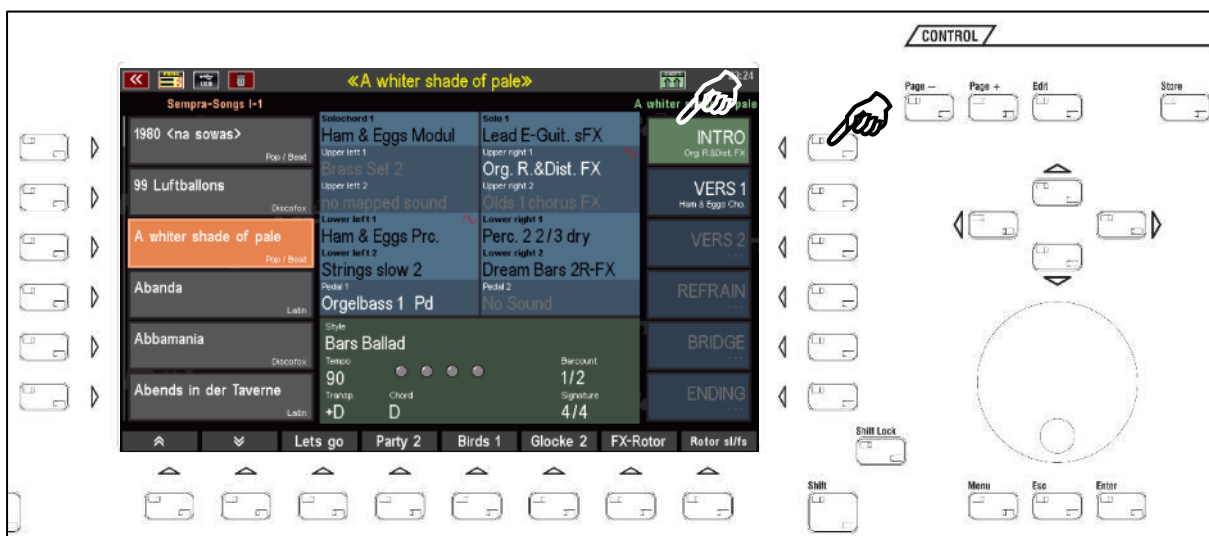 CONTROL
Page −
Page +
Edit
Store
MENU
USB
«A whiter shade of pale»
:24
Sempra-Songs I-1
A whiter pale
1980 <na sowas>
Pop / Beat
99 Luftballons
Discofox
A whiter shade of pale
Pop / Beat
Abanda
Latin
Abbamania
Discofox
Abends in der Taverne
Latin
Solochord 1
Ham & Eggs Modul
Solo 1
Lead E-Guit. sFX
Upper left 1
Brass Set 2
Upper right 1
Org. R.&Dist. FX
Upper left 2
no mapped sound
Upper right 2
Olds 1chorus FX
Lower left 1
Ham & Eggs Prc.
Lower right 1
Perc. 2 2/3 dry
Lower left 2
Strings slow 2
Lower right 2
Dream Bars 2R-FX
Pedal 1
Orgelbass 1 Pd
Pedal 2
No Sound
Style
Bars Ballad
Tempo
90
Barcount
1/2
Transp.
+D
Chord
D
Signature
4/4
INTRO
Org. R.&Dist. FX
VERS 1
Ham & Eggs Cho.
VERS 2
- - -
REFRAIN
- - -
BRIDGE
- - -
ENDING
- - -
Lets go
Party 2
Birds 1
Glocke 2
FX-Rotor
Rotor sl/fs
Shift Lock
Shift
Menu
Esc
Enter